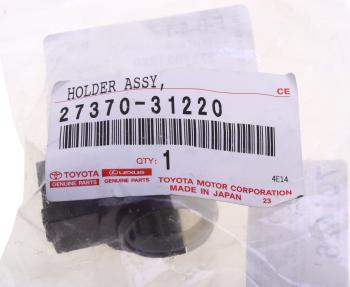 HOLDER ASSY,
CE
27370-31220
QTY: 1
4E14
TOYOTA LEXUS
GENUINE PARTS GENUINE PARTS
TOYOTA MOTOR CORPORATION
MADE IN JAPAN 23